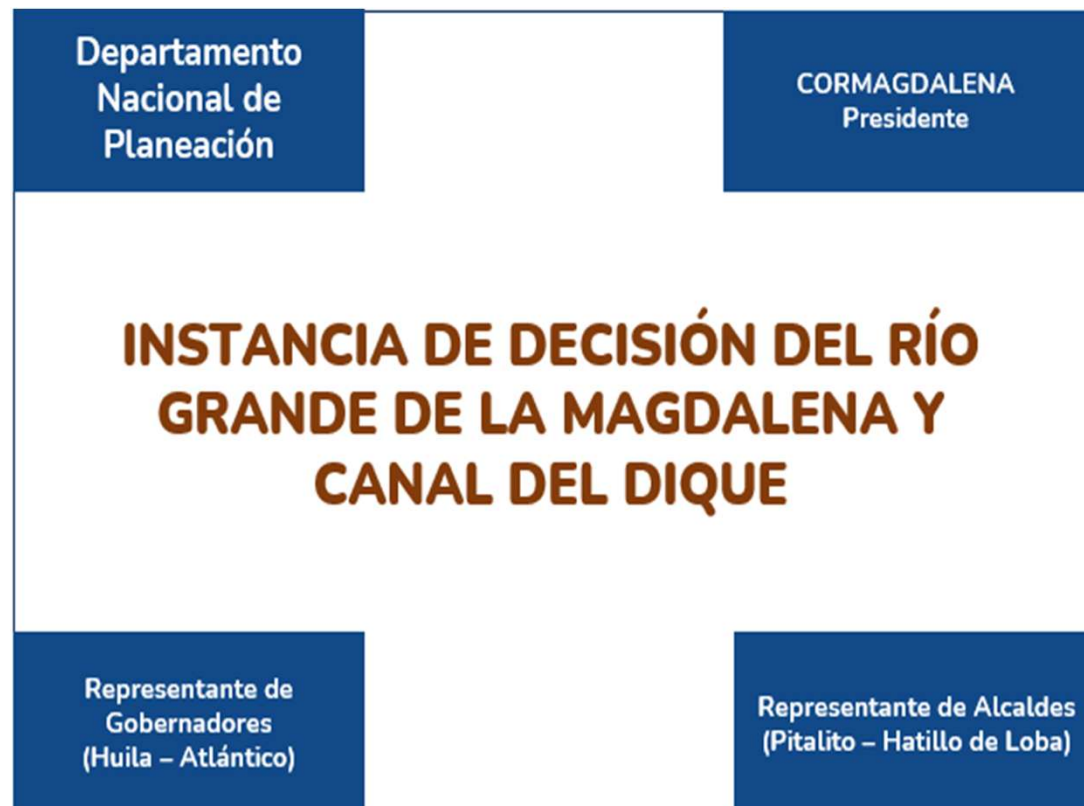 Departamento
Nacional de
Planeación
CORMAGDALENA
Presidente
INSTANCIA DE DECISIÓN DEL RÍO
GRANDE DE LA MAGDALENA Y
CANAL DEL DIQUE
Representante de
Gobernadores
(Huila – Atlántico)
Representante de Alcaldes
(Pitalito – Hatillo de Loba)